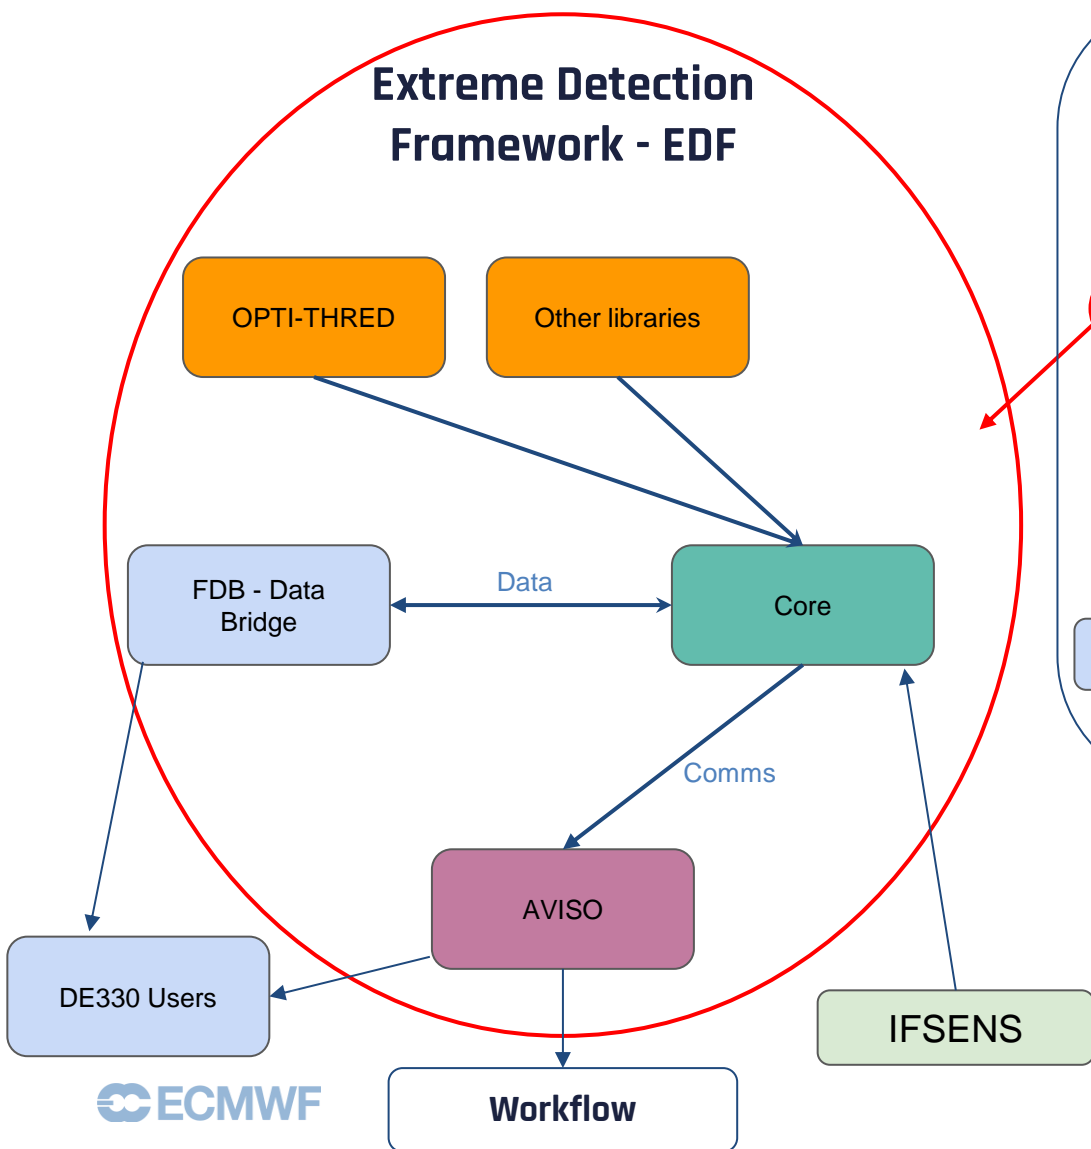 Extreme Detection
Framework - EDF
OPTI-THRED
Other libraries
FDB - Data
Bridge
Data
Core
Comms
AVISO
DE330 Users
IFSENS
ECMWF
Workflow